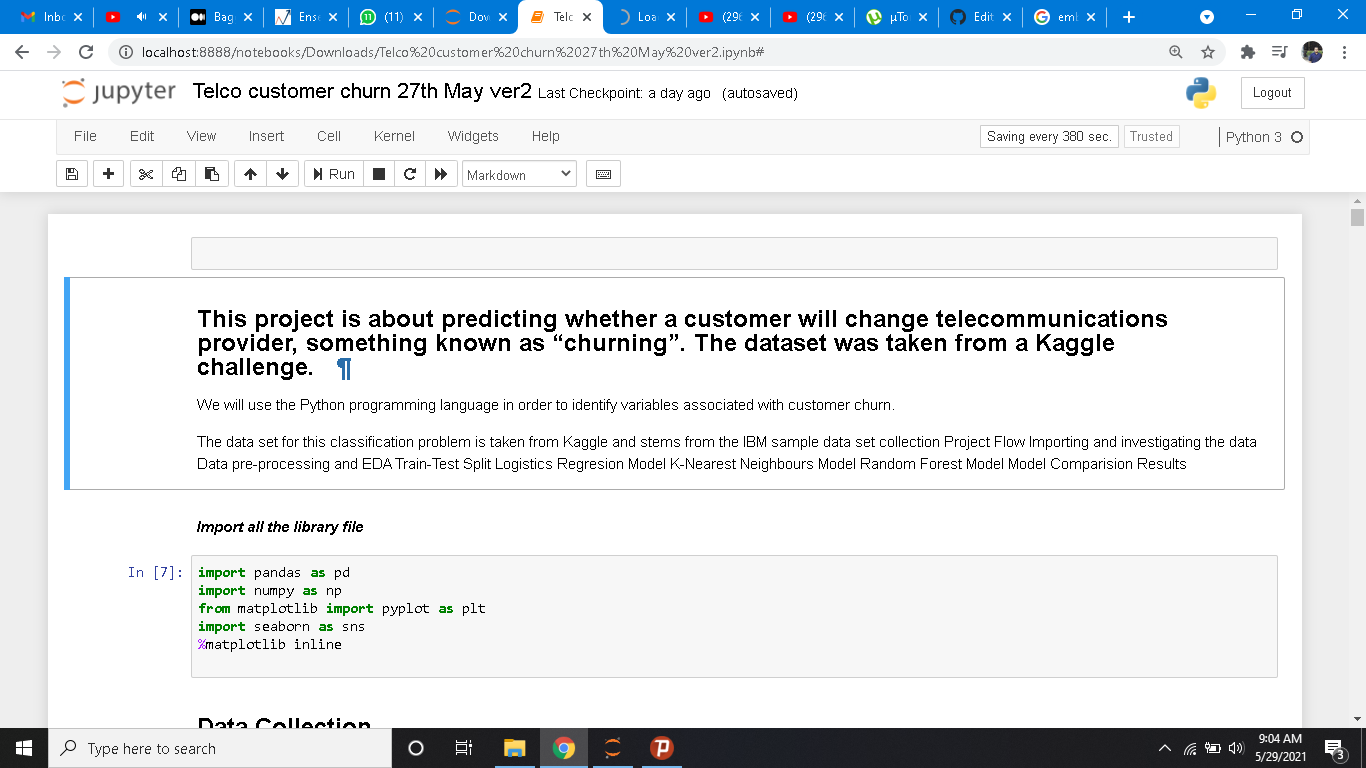 Inbc
Bag
Ense
(11)
Dov
Telc
Loa
(290
(290
µTo
Edit
eml
localhost:8888/notebooks/Downloads/Telco%20customer%20churn%2027th%20May%20ver2.ipynb#
jupyter Telco customer churn 27th May ver2 Last Checkpoint: a day ago (autosaved)
Logout
File Edit View Insert Cell Kernel Widgets Help
Saving every 380 sec. Trusted Python 3
Run Markdown
This project is about predicting whether a customer will change telecommunications
provider, something known as “churning”. The dataset was taken from a Kaggle
challenge. ¶
We will use the Python programming language in order to identify variables associated with customer churn.
The data set for this classification problem is taken from Kaggle and stems from the IBM sample data set collection Project Flow Importing and investigating the data
Data pre-processing and EDA Train-Test Split Logistics Regresion Model K-Nearest Neighbours Model Random Forest Model Model Comparision Results
Import all the library file
In [7]:
import pandas as pd
import numpy as np
from matplotlib import pyplot as plt
import seaborn as sns
%matplotlib inline
Data Collection
Type here to search
9:04 AM
5/29/2021
3